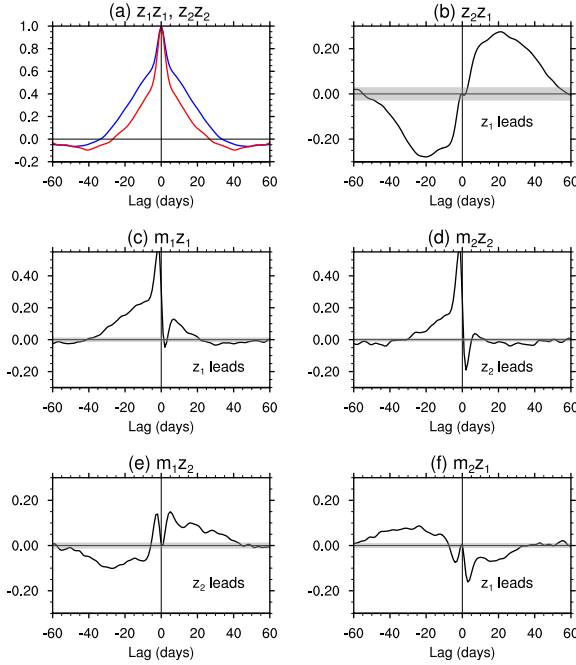 (a) z₁z₁, z₂z₂
1.0
0.8
0.6
0.4
0.2
0.0
-0.2
-60 -40 -20 0 20 40 60
Lag (days)
(b) z₂z₁
0.20
0.00
-0.20
z₁ leads
-60 -40 -20 0 20 40 60
Lag (days)
(c) m₁z₁
0.40
0.20
0.00
-0.20
z₁ leads
-60 -40 -20 0 20 40 60
Lag (days)
(d) m₂z₂
0.40
0.20
0.00
-0.20
z₂ leads
-60 -40 -20 0 20 40 60
Lag (days)
(e) m₁z₂
0.20
0.00
-0.20
z₂ leads
-60 -40 -20 0 20 40 60
Lag (days)
(f) m₂z₁
0.20
0.00
-0.20
z₁ leads
-60 -40 -20 0 20 40 60
Lag (days)